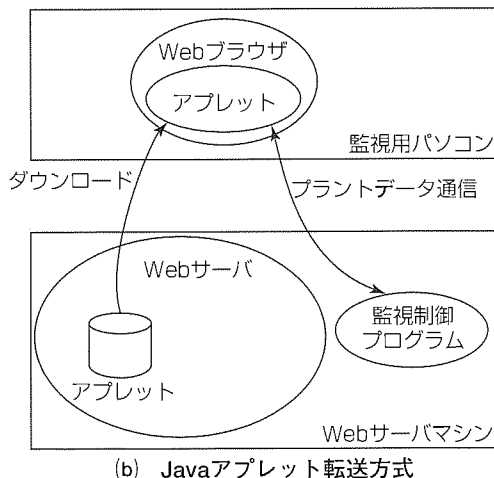 Webブラウザ
アプレット
監視用パソコン
ダウンロード
プラントデータ通信
Webサーバ
アプレット
監視制御
プログラム
Webサーバマシン
(b) Javaアプレット転送方式